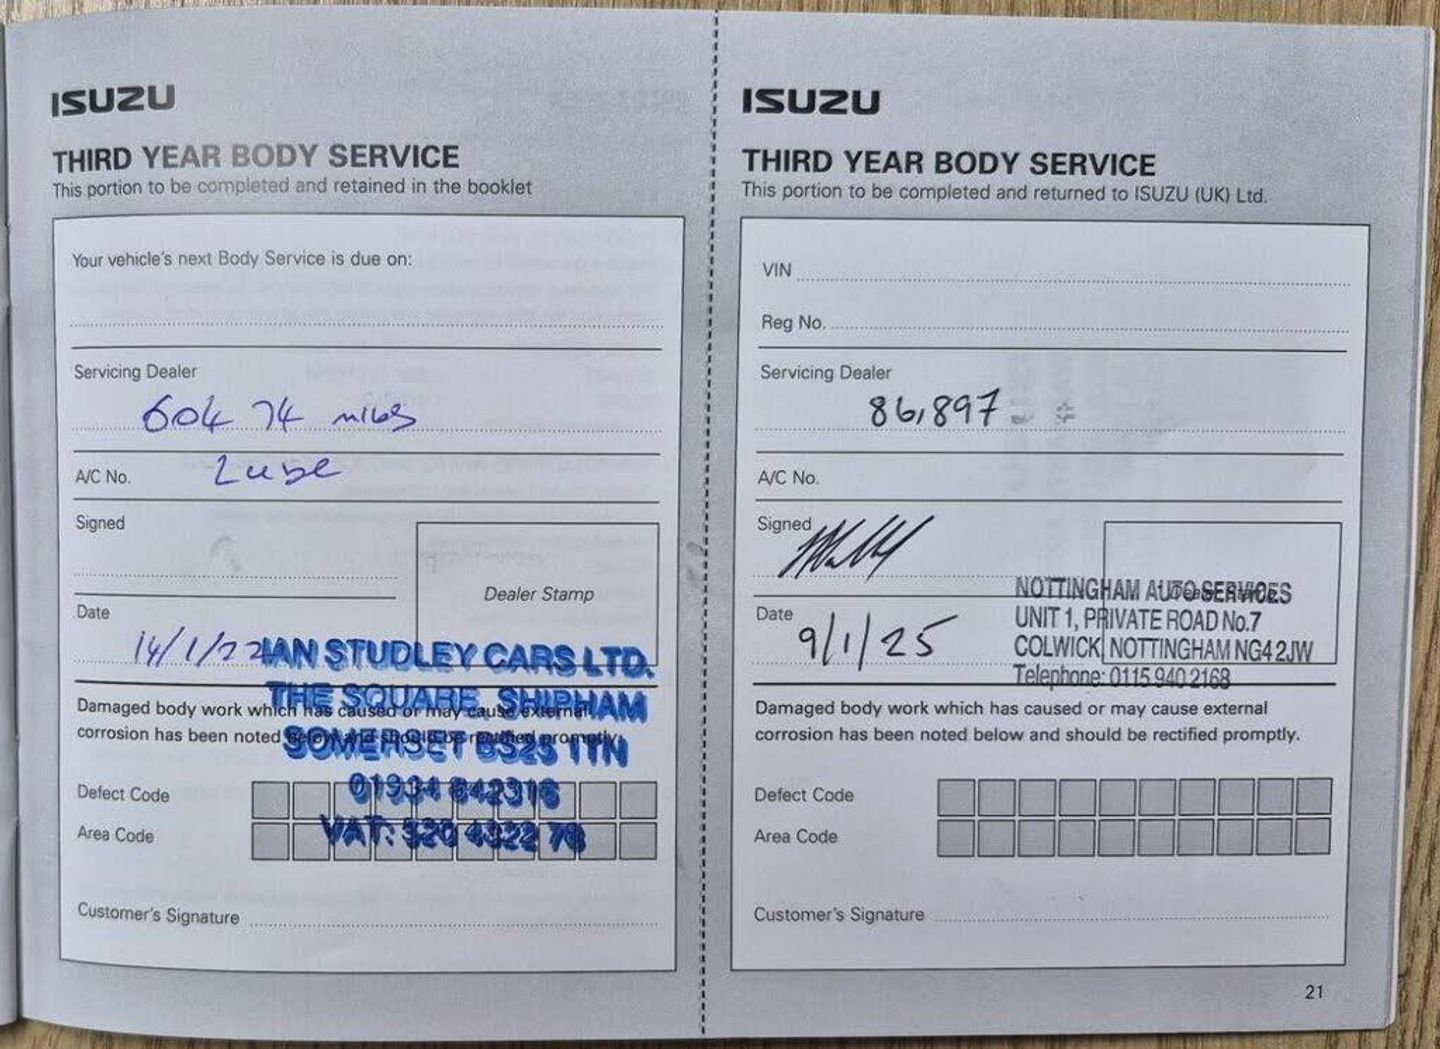 ISUZU
THIRD YEAR BODY SERVICE
This portion to be completed and retained in the booklet
Your vehicle's next Body Service is due on:
Servicing Dealer
60474 miles
A/C No. Lube
Signed
Dealer Stamp
Date
14/1/22
IAN STUDLEY CARS LTD.
THE SQUARE, SHIPHAM
SOMERSET BS25 1TN
01934 842316
VAT: 320 4322 78
Damaged body work which has caused or may cause external
corrosion has been noted below and should be rectified promptly.
Defect Code
Area Code
Customer's Signature
ISUZU
THIRD YEAR BODY SERVICE
This portion to be completed and returned to ISUZU (UK) Ltd.
VIN
Reg No.
Servicing Dealer
86,897
A/C No.
Signed
Date 9/1/25
NOTTINGHAM AUTO SERVICES
UNIT 1, PRIVATE ROAD No.7
COLWICK NOTTINGHAM NG4 2JW
Telephone: 0115 940 2168
Damaged body work which has caused or may cause external
corrosion has been noted below and should be rectified promptly.
Defect Code
Area Code
Customer's Signature
21